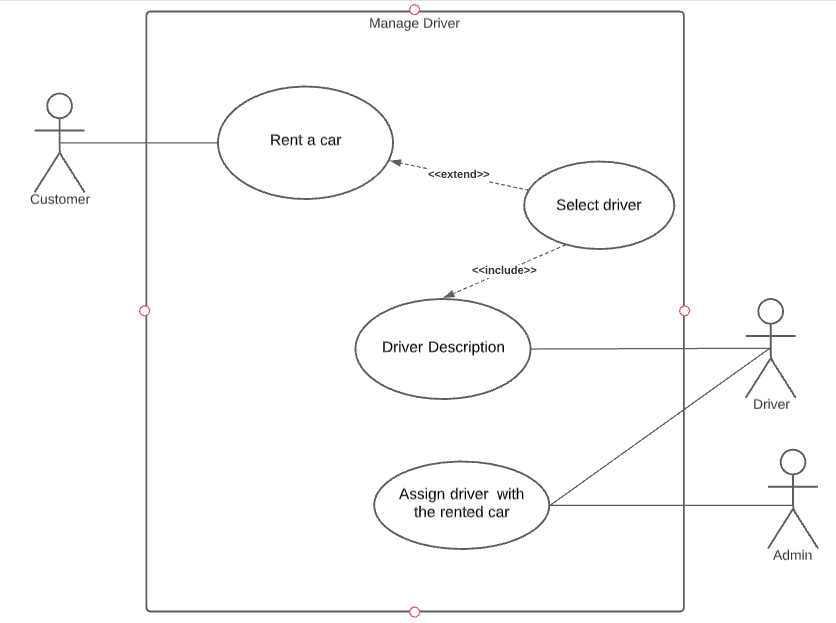 Manage Driver
Rent a car
<<extend>>
Customer
Select driver
<<include>>
Driver Description
Driver
Assign driver with
the rented car
Admin